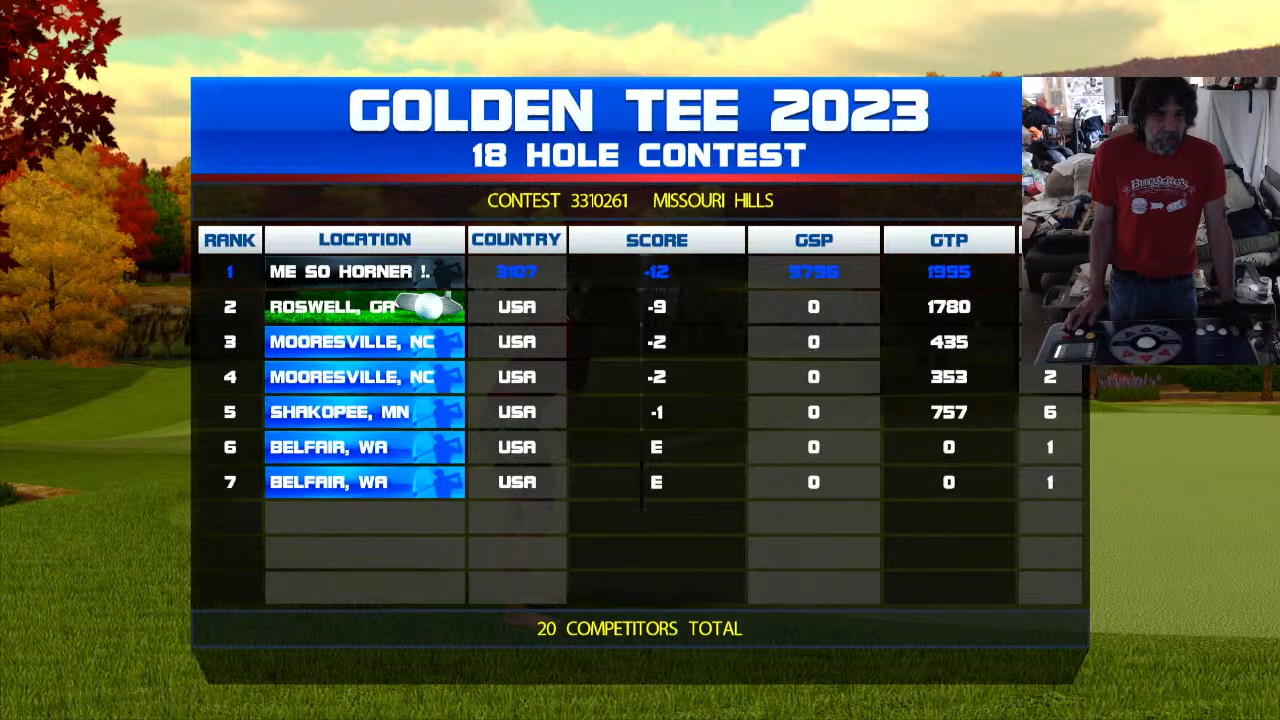 GOLDEN TEE 2023
18 HOLE CONTEST
CONTEST 3310261 MISSOURI HILLS
RANK LOCATION COUNTRY SCORE GSP GTP
1 ME SO HORNER !. 3107 -12 9796 1995
2 ROSWELL, GA USA -9 0 1780
3 MOORESVILLE, NC USA -2 0 435
4 MOORESVILLE, NC USA -2 0 353 2
5 SHAKOPEE, MN USA -1 0 757 6
6 BELFAIR, WA USA E 0 0 1
7 BELFAIR, WA USA E 0 0 1
20 COMPETITORS TOTAL